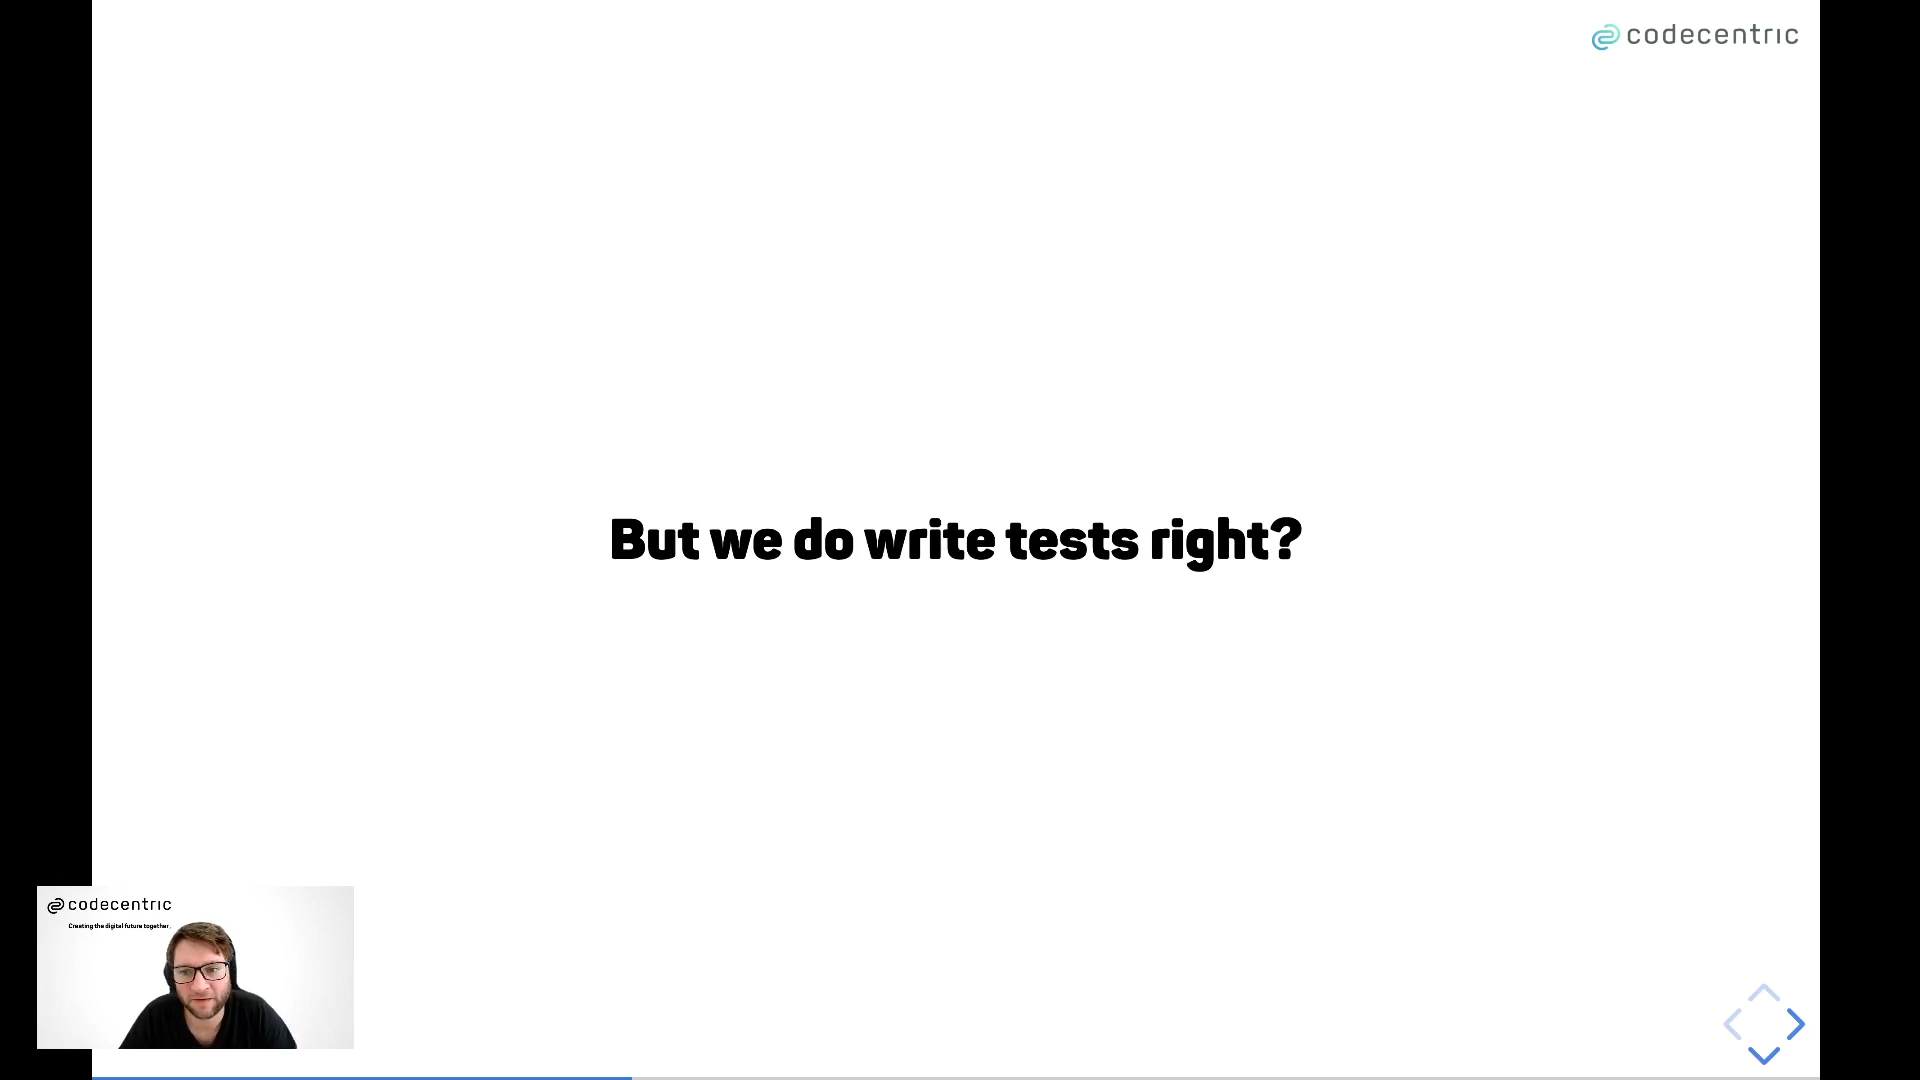 codecentric
But we do write tests right?
codecentric
Creating the digital future together.